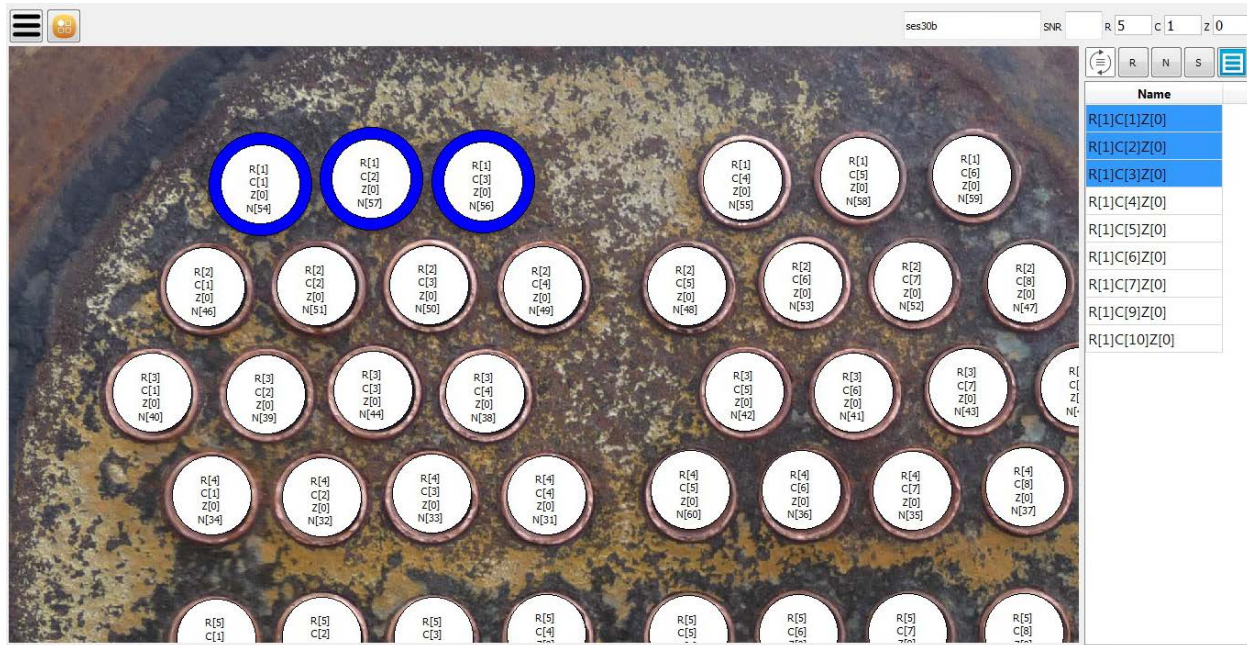 ses30b SNR R 5 C 1 Z 0
R N S
Name
R[1]C[1]Z[0]
R[1]C[2]Z[0]
R[1]C[3]Z[0]
R[1]C[4]Z[0]
R[1]C[5]Z[0]
R[1]C[6]Z[0]
R[1]C[7]Z[0]
R[1]C[9]Z[0]
R[1]C[10]Z[0]
R[1]
C[1]
Z[0]
N[54]
R[1]
C[2]
Z[0]
N[57]
R[1]
C[3]
Z[0]
N[56]
R[1]
C[4]
Z[0]
N[55]
R[1]
C[5]
Z[0]
N[58]
R[1]
C[6]
Z[0]
N[59]
R[2]
C[1]
Z[0]
N[46]
R[2]
C[2]
Z[0]
N[51]
R[2]
C[3]
Z[0]
N[50]
R[2]
C[4]
Z[0]
N[49]
R[2]
C[5]
Z[0]
N[48]
R[2]
C[6]
Z[0]
N[53]
R[2]
C[7]
Z[0]
N[52]
R[2]
C[8]
Z[0]
N[47]
R[3]
C[1]
Z[0]
N[40]
R[3]
C[2]
Z[0]
N[39]
R[3]
C[3]
Z[0]
N[44]
R[3]
C[4]
Z[0]
N[38]
R[3]
C[5]
Z[0]
N[42]
R[3]
C[6]
Z[0]
N[41]
R[3]
C[7]
Z[0]
N[43]
R[4]
C[1]
Z[0]
N[34]
R[4]
C[2]
Z[0]
N[32]
R[4]
C[3]
Z[0]
N[33]
R[4]
C[4]
Z[0]
N[31]
R[4]
C[5]
Z[0]
N[60]
R[4]
C[6]
Z[0]
N[36]
R[4]
C[7]
Z[0]
N[35]
R[4]
C[8]
Z[0]
N[37]
R[5]
C[1]
R[5]
C[2]
R[5]
C[3]
R[5]
C[4]
R[5]
C[5]
R[5]
C[6]
R[5]
C[7]
R[5]
C[8]